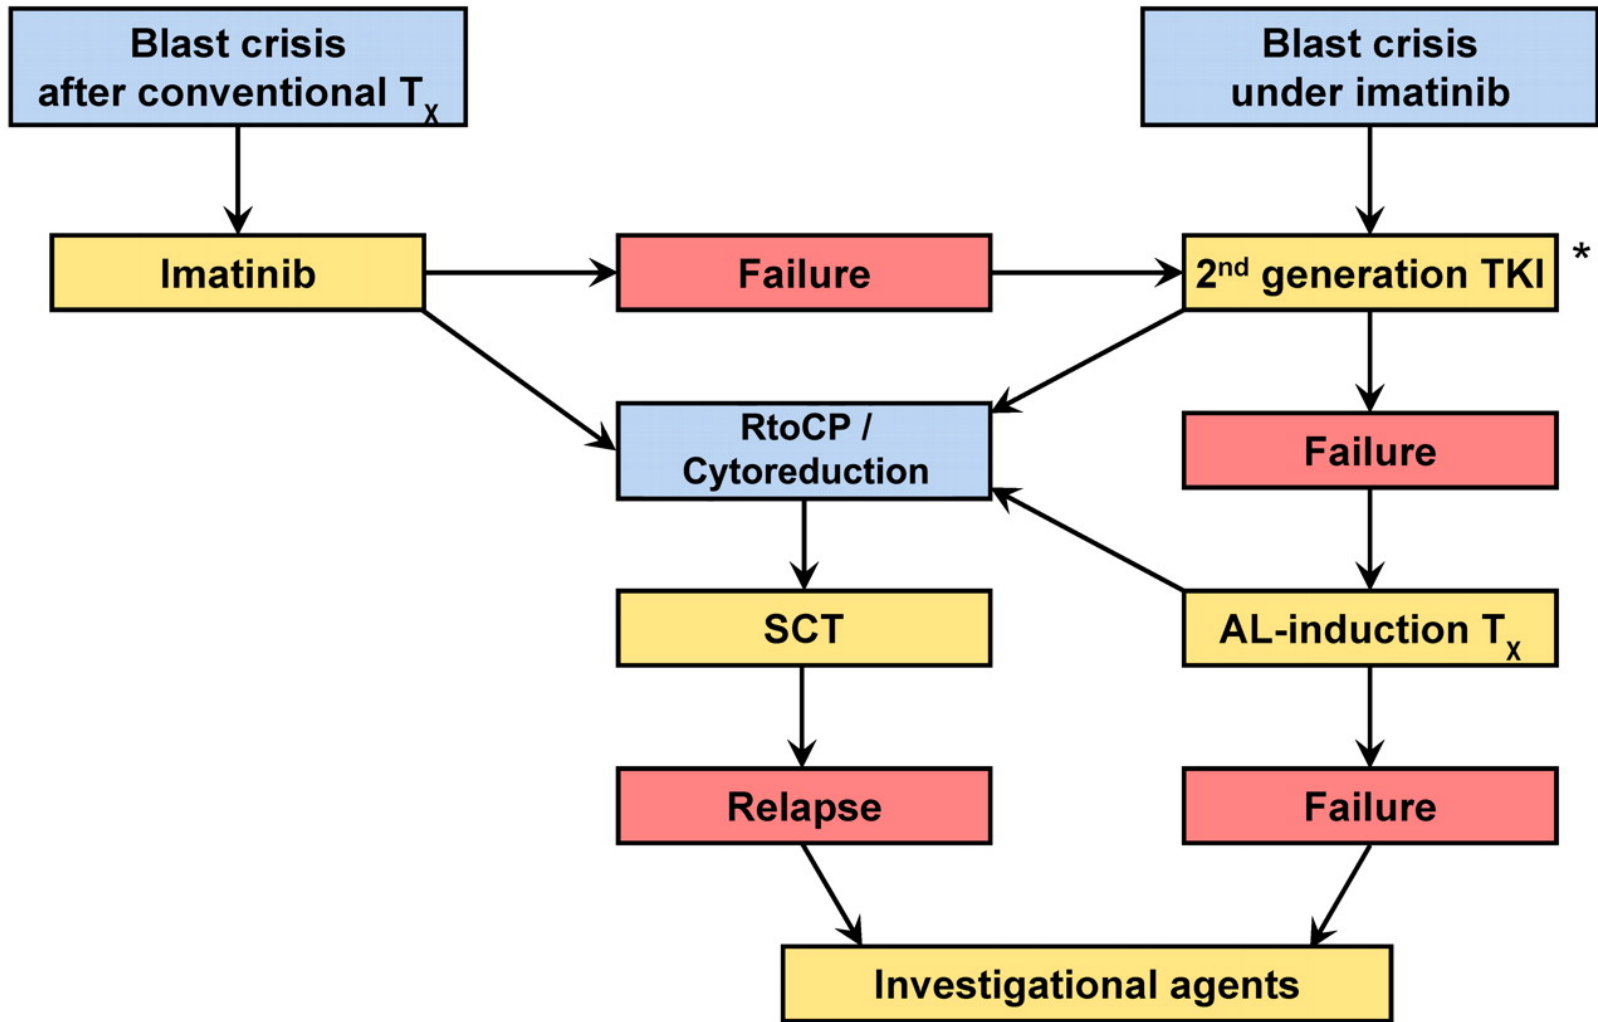 Blast crisis
after conventional Tx
Blast crisis
under imatinib
Imatinib
Failure
2nd generation TKI
*
RtoCP /
Cytoreduction
Failure
SCT
AL-induction Tx
Relapse
Failure
Investigational agents